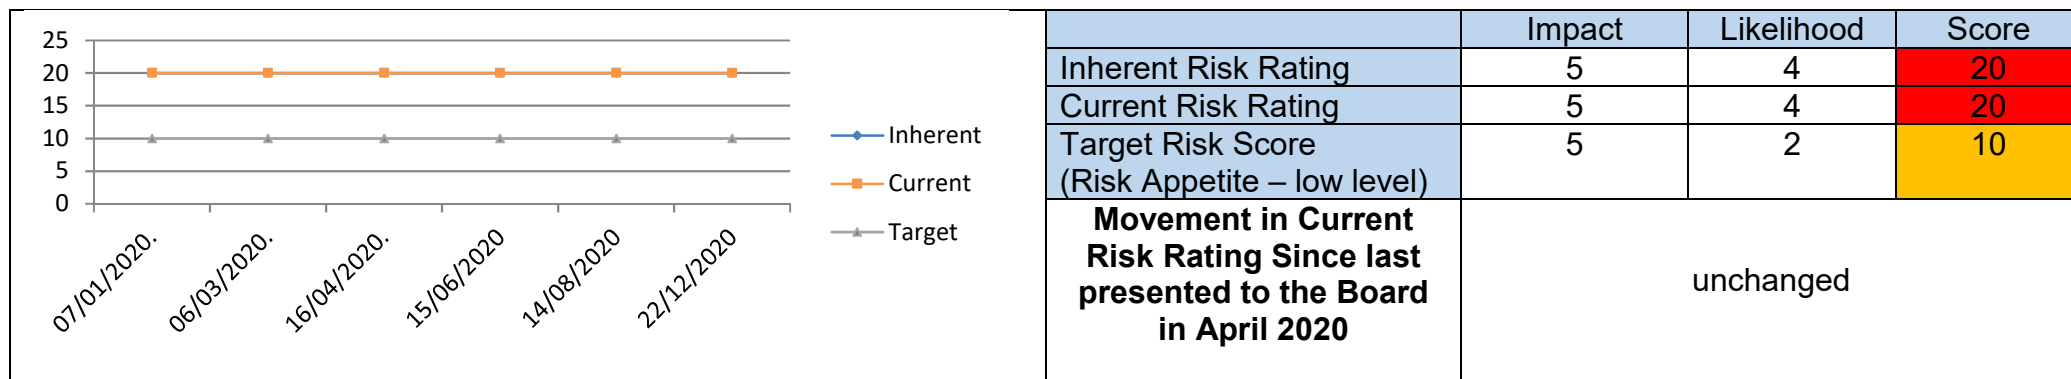 25
20
15
10
5
0
07/01/2020.
06/03/2020.
16/04/2020.
15/06/2020
14/08/2020
22/12/2020
Inherent
Current
Target
Impact Likelihood Score
Inherent Risk Rating 5 4 20
Current Risk Rating 5 4 20
Target Risk Score 5 2 10
(Risk Appetite – low level)
Movement in Current
Risk Rating Since last
presented to the Board
in April 2020
unchanged